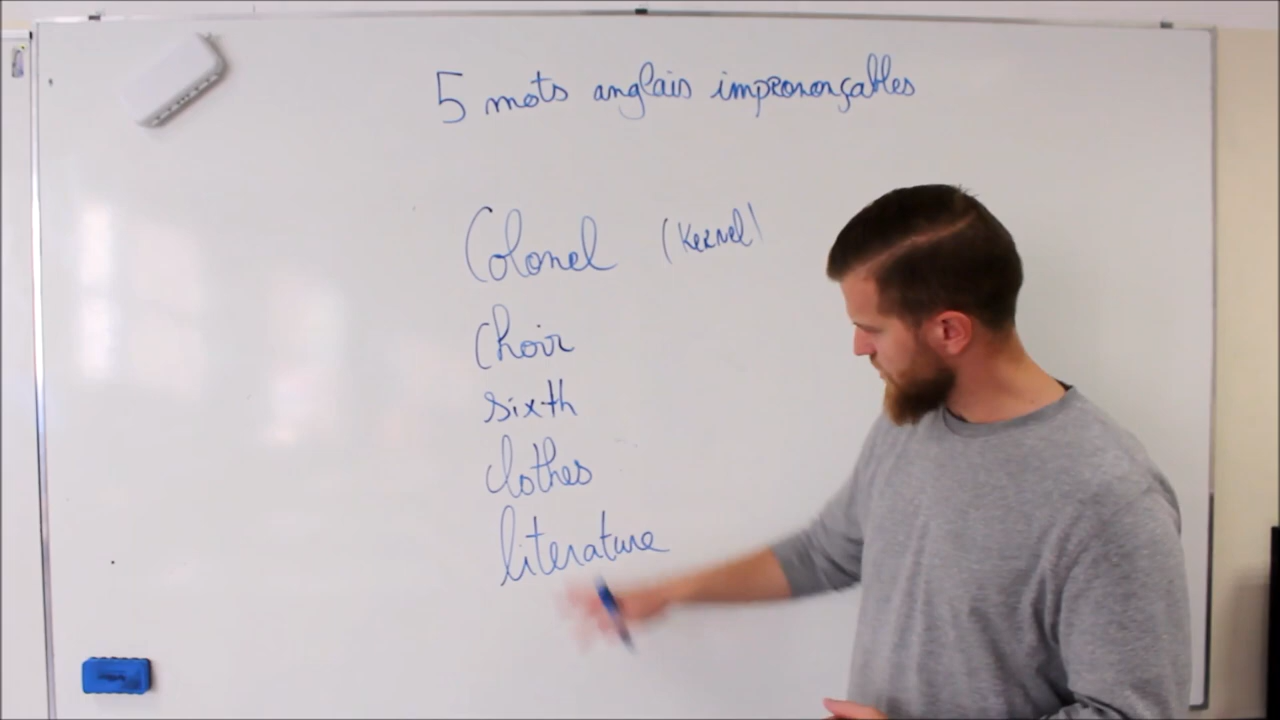 5 mots anglais imprononçables
Colonel (Kernel)
Choir
sixth
clothes
literature